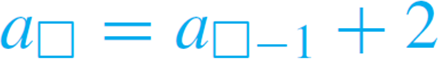 a□ = a□−1 + 2